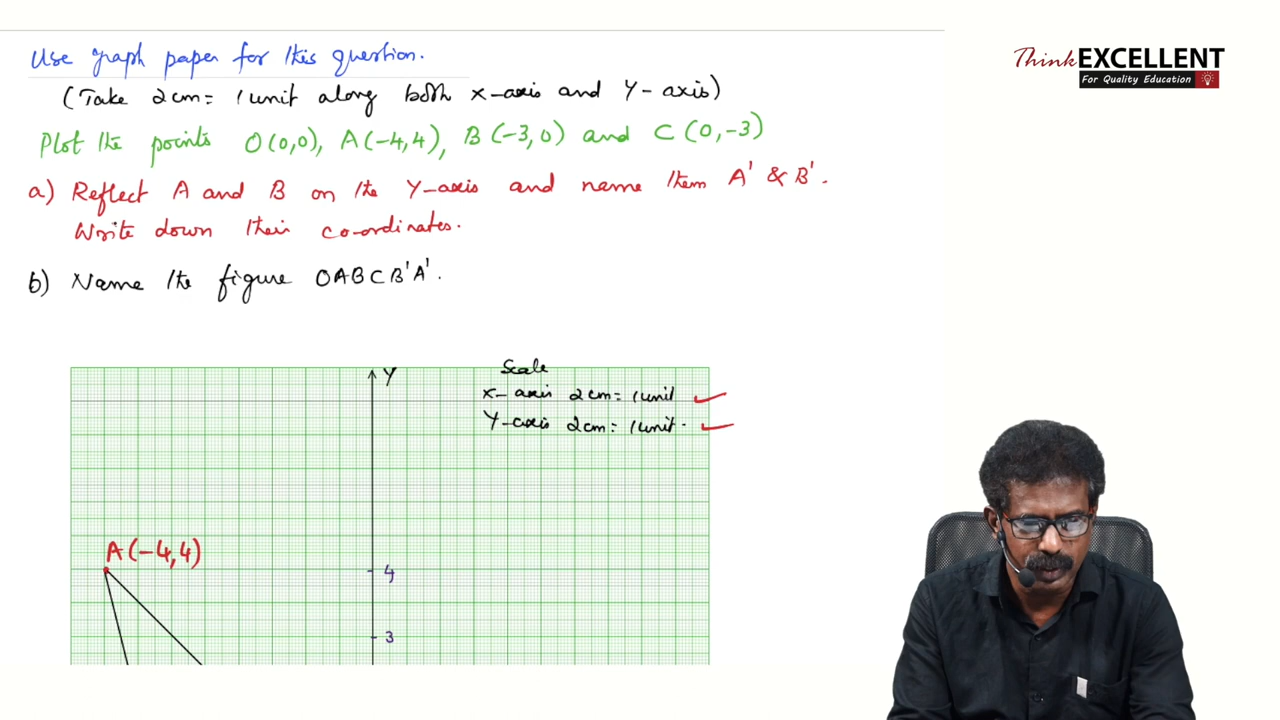 Use graph paper for this question.
(Take 2cm = 1unit along both x-axis and Y-axis)
Plot the points O(0,0), A(-4,4), B(-3,0) and C(0,-3)
a) Reflect A and B on the Y-axis and name them A' & B'.
Write down their co-ordinates.
b) Name the figure OABCB'A'.
Think EXCELLENT
For Quality Education
Scale
x-axis 2cm = 1unit
Y-axis 2cm = 1unit.
Y
A(-4,4)
4
3